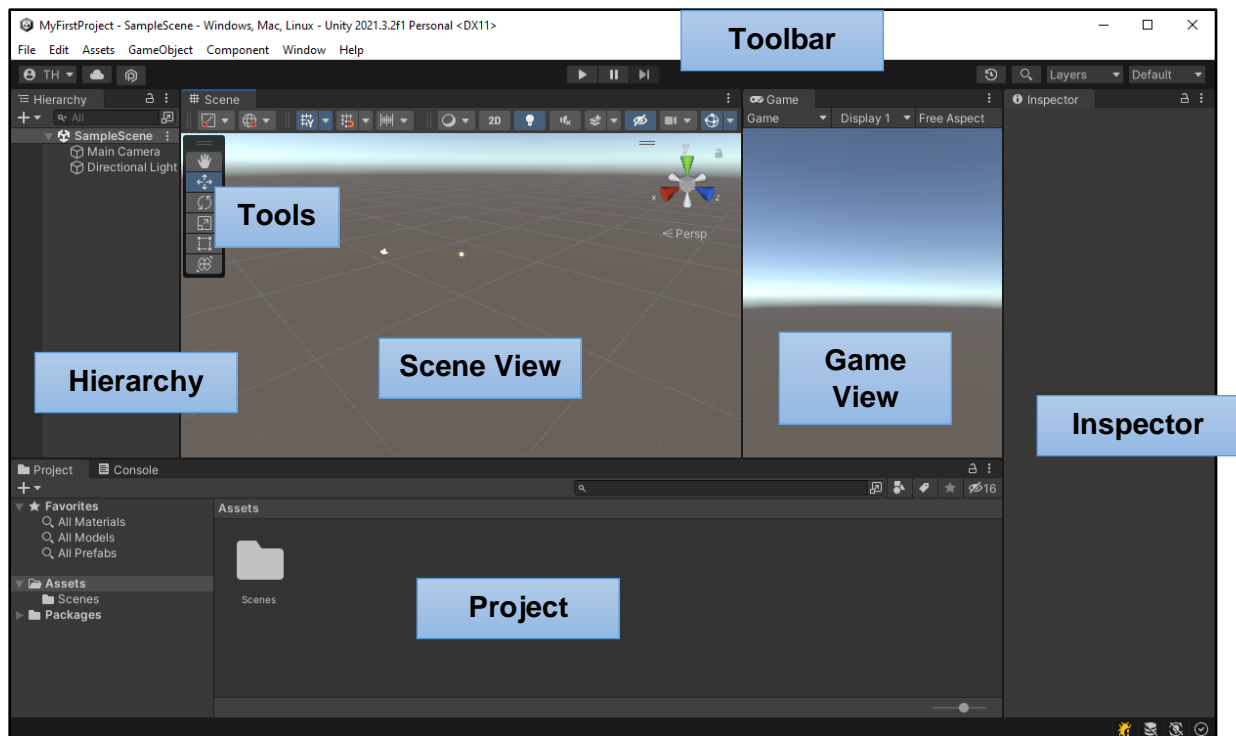 MyFirstProject - SampleScene - Windows, Mac, Linux - Unity 2021.3.2f1 Personal <DX11>
Toolbar
File Edit Assets GameObject Component Window Help
TH Layers Default
Hierarchy
Scene
Game
Inspector
All
2D
Game Display 1 Free Aspect
SampleScene
Main Camera
Directional Light
y
x
z
Persp
Tools
Hierarchy
Scene View
Game
View
Inspector
Project Console
16
Favorites
All Materials
All Models
All Prefabs
Assets
Scenes
Packages
Assets
Scenes
Project